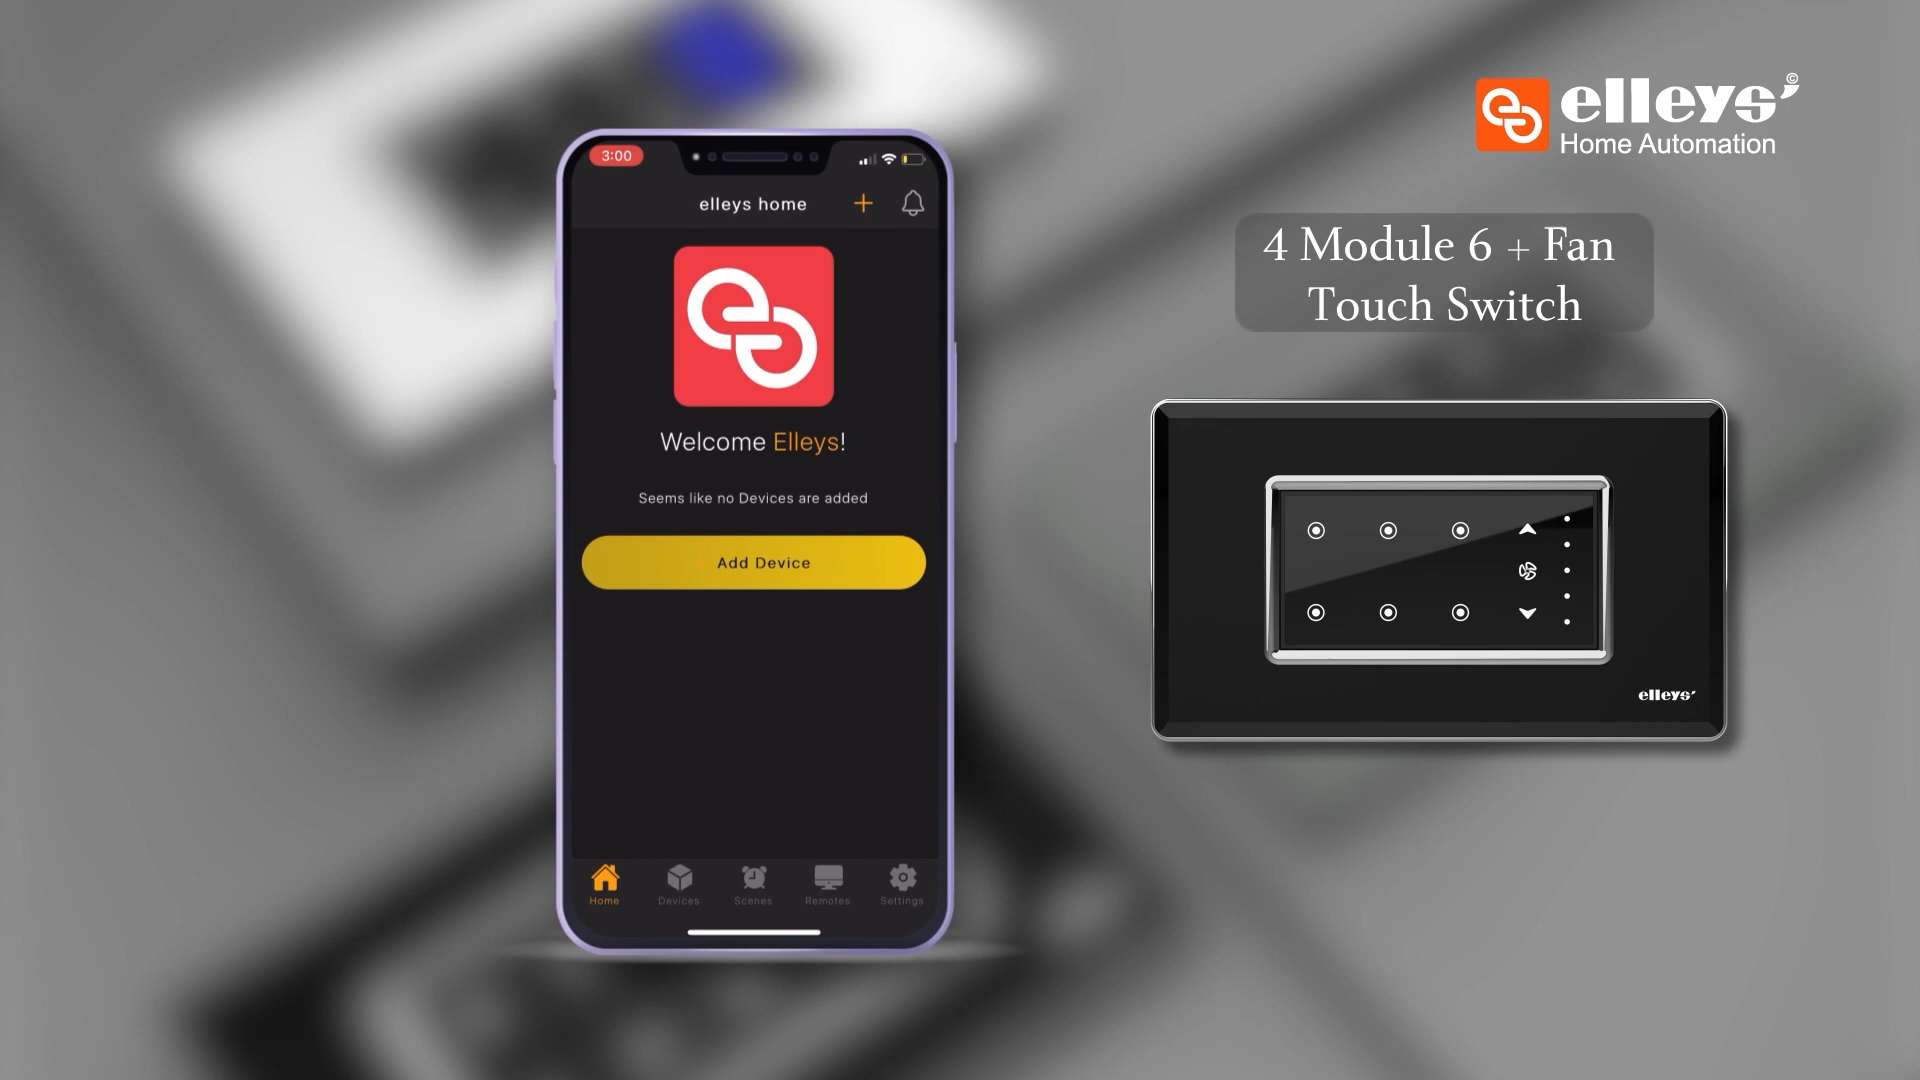 elleys’©
Home Automation
4 Module 6 + Fan
Touch Switch
3:00
elleys home
Welcome Elleys!
Seems like no Devices are added
Add Device
Home Devices Scenes Remotes Settings
elleys’